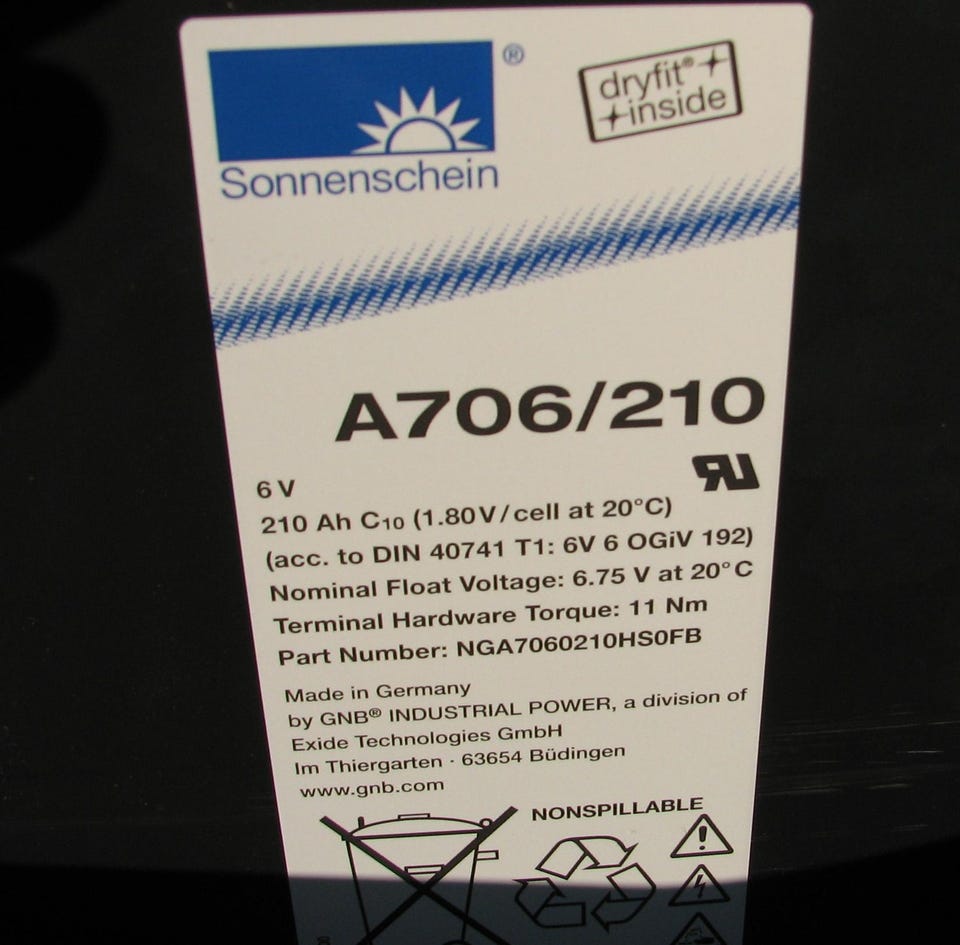 ®
dryfit®
inside
Sonnenschein
A706/210
6 V
210 Ah C10 (1.80V/cell at 20°C)
(acc. to DIN 40741 T1: 6V 6 OGiV 192)
Nominal Float Voltage: 6.75 V at 20°C
Terminal Hardware Torque: 11 Nm
Part Number: NGA7060210HS0FB
Made in Germany
by GNB® INDUSTRIAL POWER, a division of
Exide Technologies GmbH
Im Thiergarten · 63654 Büdingen
www.gnb.com
NONSPILLABLE